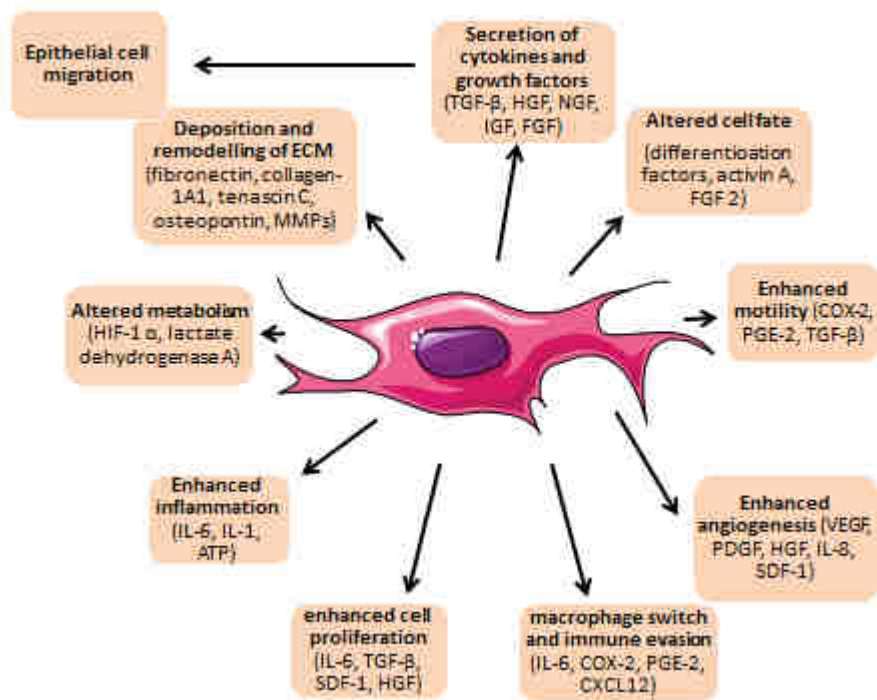 Epithelial cell
migration
Secretion of
cytokines and
growth factors
(TGF-β, HGF, NGF,
IGF, FGF)
Deposition and
remodelling of ECM
(fibronectin, collagen-
1A1, tenascin C,
osteopontin, MMPs)
Altered cell fate
(differentioation
factors, activin A,
FGF 2)
Altered metabolism
(HIF-1 α, lactate
dehydrogenase A)
Enhanced
motility (COX-2,
PGE-2, TGF-β)
Enhanced
inflammation
(IL-6, IL-1,
ATP)
Enhanced
angiogenesis (VEGF,
PDGF, HGF, IL-8,
SDF-1)
enhanced cell
proliferation
(IL-6, TGF-β,
SDF-1, HGF)
macrophage switch
and immune evasion
(IL-6, COX-2, PGE-2,
CXCL12)